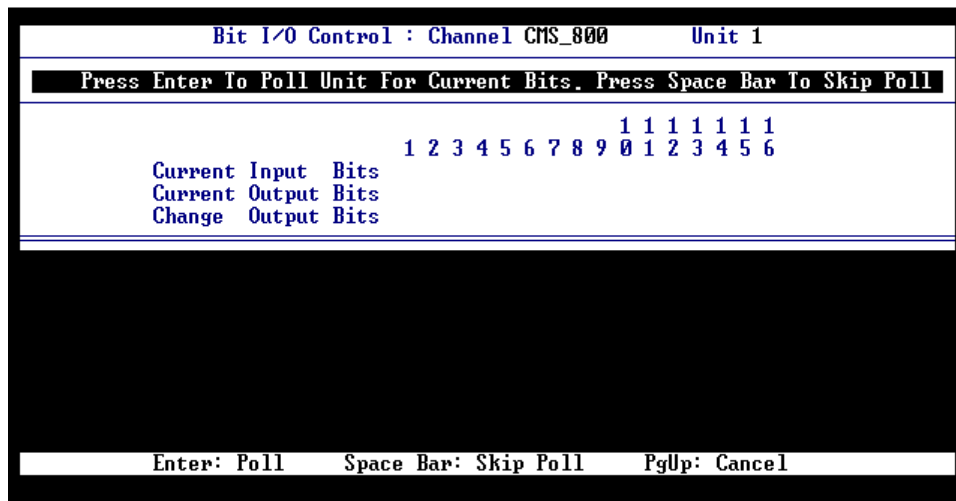 Bit I/O Control : Channel CMS_800 Unit 1
Press Enter To Poll Unit For Current Bits. Press Space Bar To Skip Poll
1 1 1 1 1 1 1
1 2 3 4 5 6 7 8 9 0 1 2 3 4 5 6
Current Input Bits
Current Output Bits
Change Output Bits
Enter: Poll Space Bar: Skip Poll PgUp: Cancel